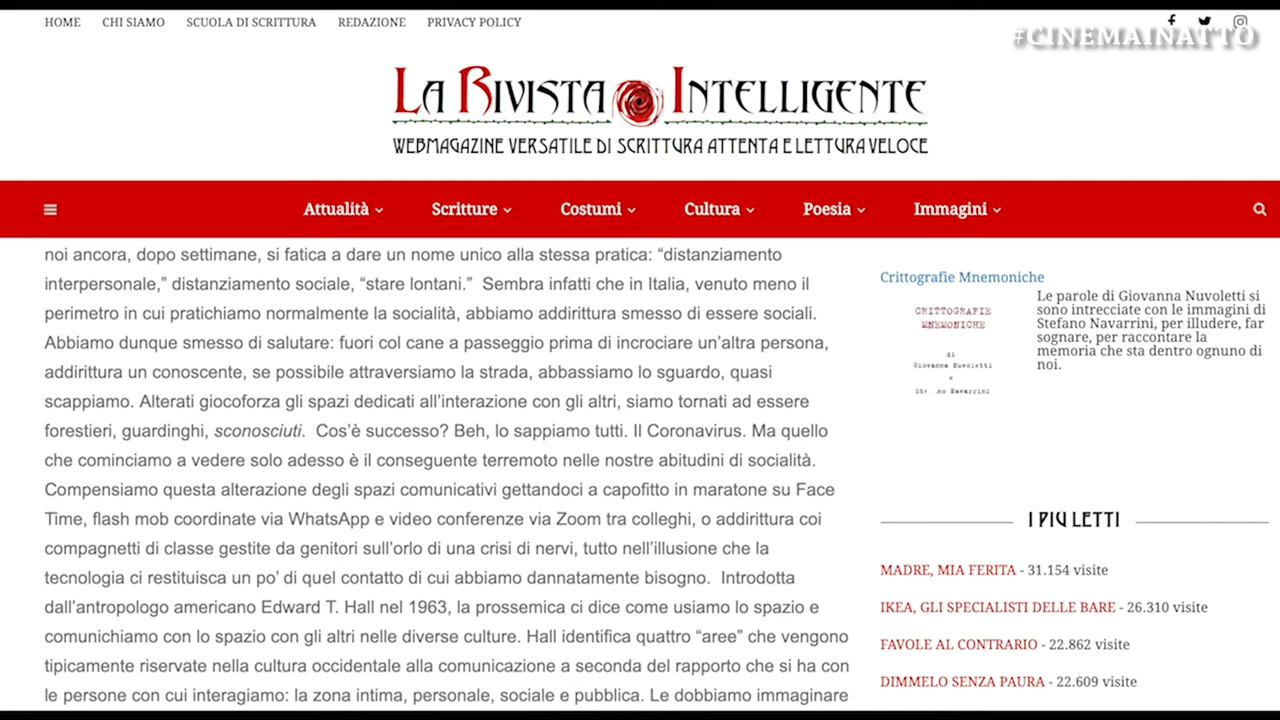 HOME CHI SIAMO SCUOLA DI SCRITTURA REDAZIONE PRIVACY POLICY
#CINEMAINATTO
LA RIVISTA INTELLIGENTE
WEBMAGAZINE VERSATILE DI SCRITTURA ATTENTA E LETTURA VELOCE
Attualità Scritture Costumi Cultura Poesia Immagini
noi ancora, dopo settimane, si fatica a dare un nome unico alla stessa pratica: “distanziamento
interpersonale,” distanziamento sociale, “stare lontani.”  Sembra infatti che in Italia, venuto meno il
perimetro in cui pratichiamo normalmente la socialità, abbiamo addirittura smesso di essere sociali.
Abbiamo dunque smesso di salutare: fuori col cane a passeggio prima di incrociare un’altra persona,
addirittura un conoscente, se possibile attraversiamo la strada, abbassiamo lo sguardo, quasi
scappiamo. Alterati giocoforza gli spazi dedicati all’interazione con gli altri, siamo tornati ad essere
forestieri, guardinghi, sconosciuti.  Cos’è successo? Beh, lo sappiamo tutti. Il Coronavirus. Ma quello
che cominciamo a vedere solo adesso è il conseguente terremoto nelle nostre abitudini di socialità.
Compensiamo questa alterazione degli spazi comunicativi gettandoci a capofitto in maratone su Face
Time, flash mob coordinate via WhatsApp e video conferenze via Zoom tra colleghi, o addirittura coi
compagnetti di classe gestite da genitori sull’orlo di una crisi di nervi, tutto nell’illusione che la
tecnologia ci restituisca un po’ di quel contatto di cui abbiamo dannatamente bisogno.  Introdotta
dall’antropologo americano Edward T. Hall nel 1963, la prossemica ci dice come usiamo lo spazio e
comunichiamo con lo spazio con gli altri nelle diverse culture. Hall identifica quattro “aree” che vengono
tipicamente riservate nella cultura occidentale alla comunicazione a seconda del rapporto che si ha con
le persone con cui interagiamo: la zona intima, personale, sociale e pubblica. Le dobbiamo immaginare
Crittografie Mnemoniche
CRITTOGRAFIE
MNEMONICHE
di
Giovanna Nuvoletti
e
Navarrini
Le parole di Giovanna Nuvoletti si
sono intrecciate con le immagini di
Stefano Navarrini, per illudere, far
sognare, per raccontare la
memoria che sta dentro ognuno di
noi.
I PIU LETTI
MADRE, MIA FERITA - 31.154 visite
IKEA, GLI SPECIALISTI DELLE BARE - 26.310 visite
FAVOLE AL CONTRARIO - 22.862 visite
DIMMELO SENZA PAURA - 22.609 visite